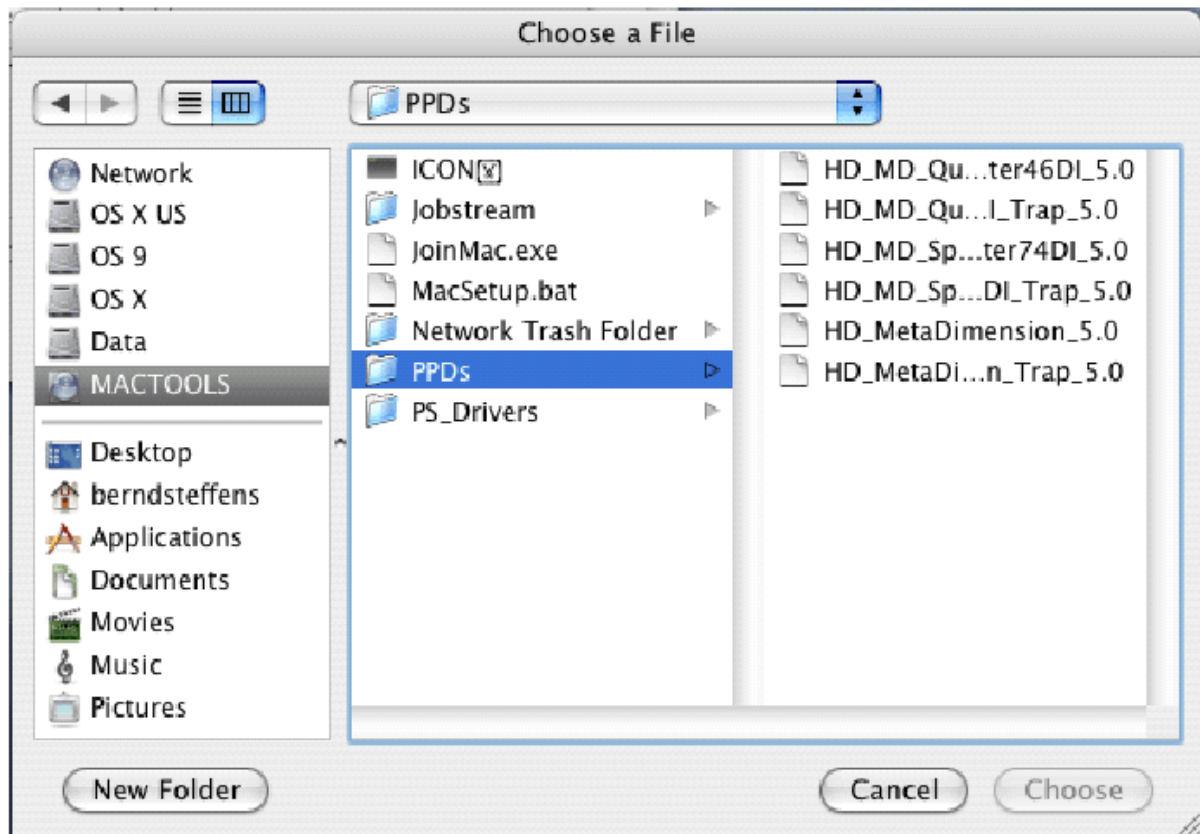 Choose a File
PPDs
Network
OS X US
OS 9
OS X
Data
MACTOOLS
Desktop
berndsteffens
Applications
Documents
Movies
Music
Pictures
ICON
Jobstream
JoinMac.exe
MacSetup.bat
Network Trash Folder
PPDs
PS_Drivers
HD_MD_Qu...ter46DI_5.0
HD_MD_Qu...I_Trap_5.0
HD_MD_Sp...ter74DI_5.0
HD_MD_Sp...DI_Trap_5.0
HD_MetaDimension_5.0
HD_MetaDi...n_Trap_5.0
New Folder
Cancel
Choose